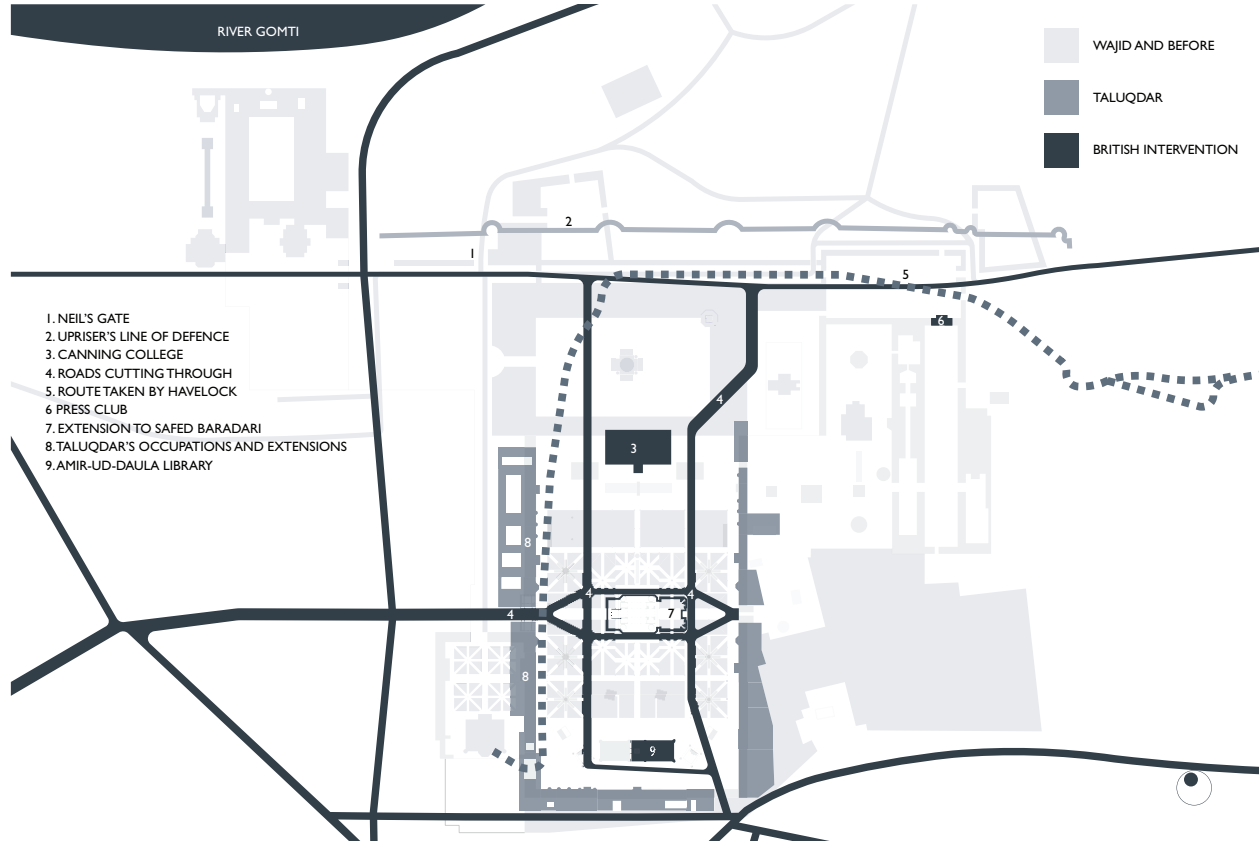 RIVER GOMTI
WAJID AND BEFORE
TALUQDAR
BRITISH INTERVENTION
2
1
5
1. NEIL'S GATE
2. UPRISER'S LINE OF DEFENCE
3. CANNING COLLEGE
4. ROADS CUTTING THROUGH
5. ROUTE TAKEN BY HAVELOCK
6 PRESS CLUB
7. EXTENSION TO SAFED BARADARI
8. TALUQDAR'S OCCUPATIONS AND EXTENSIONS
9. AMIR-UD-DAULA LIBRARY
6
4
3
8
4
4
4
7
8
9